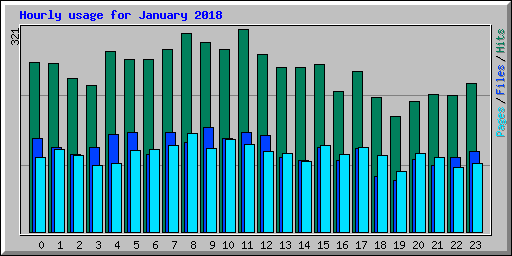 Hourly usage for January 2018
321
Pages/Files/Hits
0 1 2 3 4 5 6 7 8 9 10 11 12 13 14 15 16 17 18 19 20 21 22 23